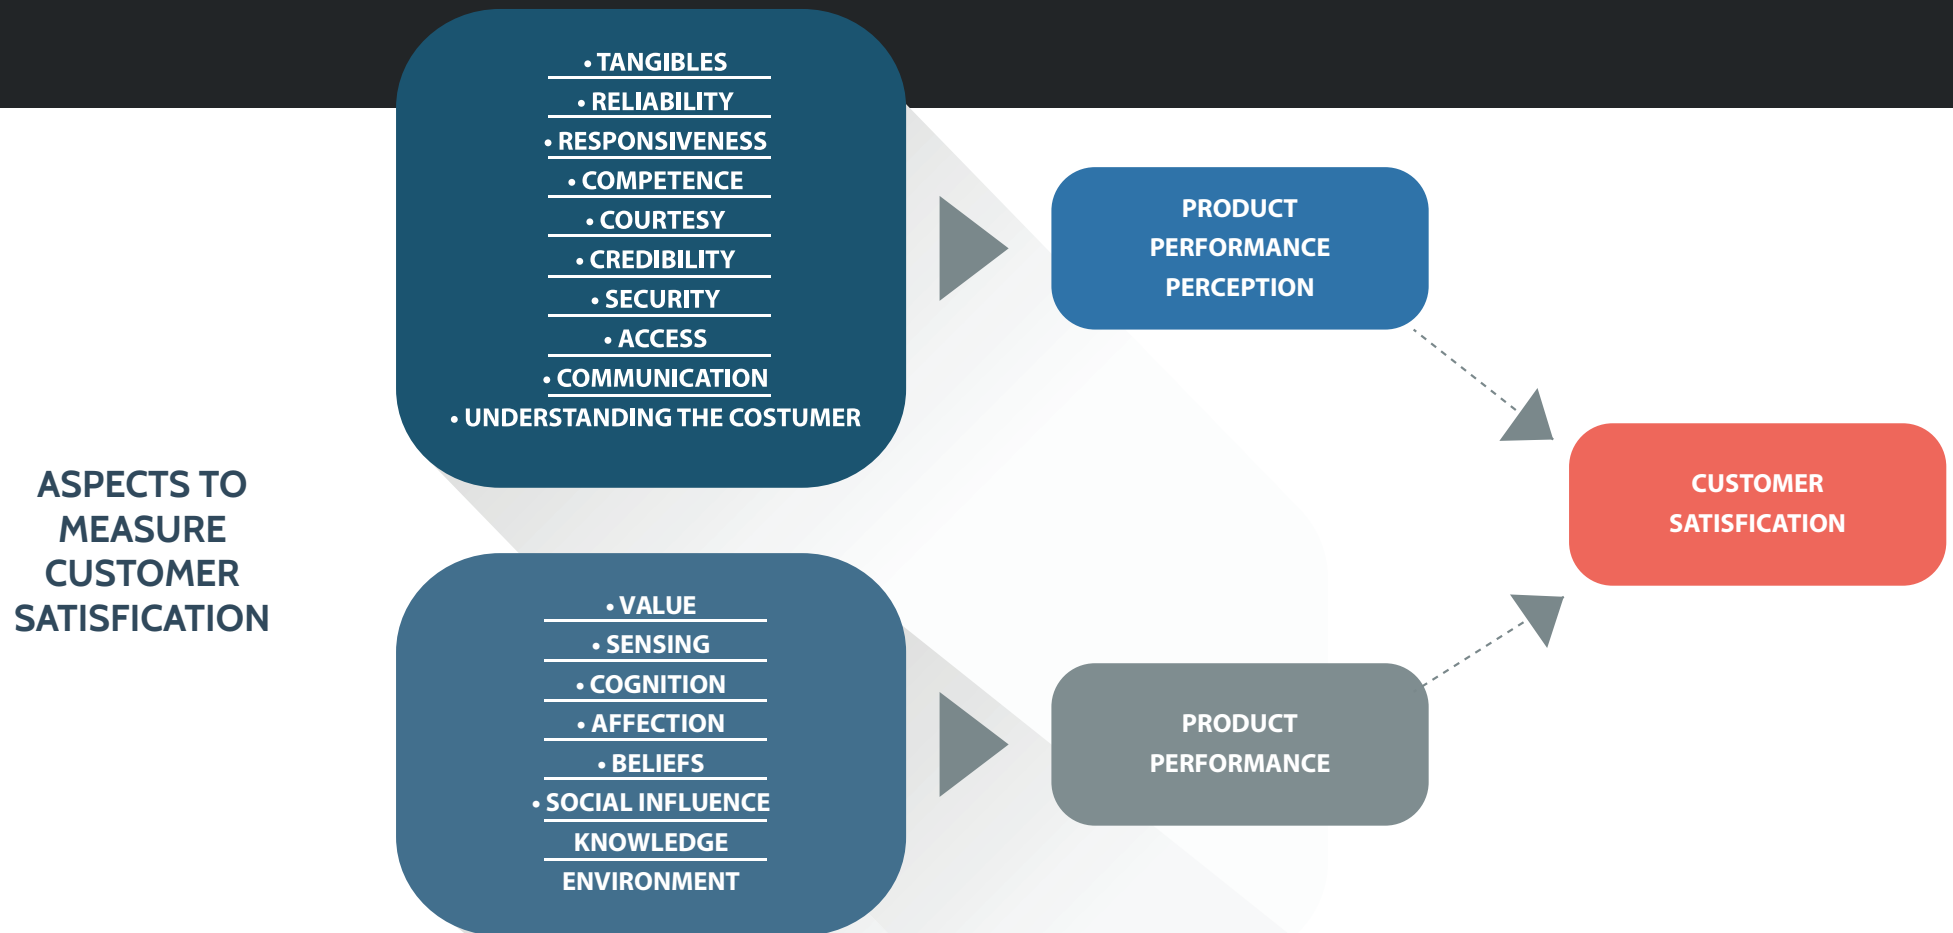 ASPECTS TO
MEASURE
CUSTOMER
SATISFICATION
• TANGIBLES
• RELIABILITY
• RESPONSIVENESS
• COMPETENCE
• COURTESY
• CREDIBILITY
• SECURITY
• ACCESS
• COMMUNICATION
• UNDERSTANDING THE COSTUMER
• VALUE
• SENSING
• COGNITION
• AFFECTION
• BELIEFS
• SOCIAL INFLUENCE
KNOWLEDGE
ENVIRONMENT
PRODUCT
PERFORMANCE
PERCEPTION
PRODUCT
PERFORMANCE
CUSTOMER
SATISFICATION